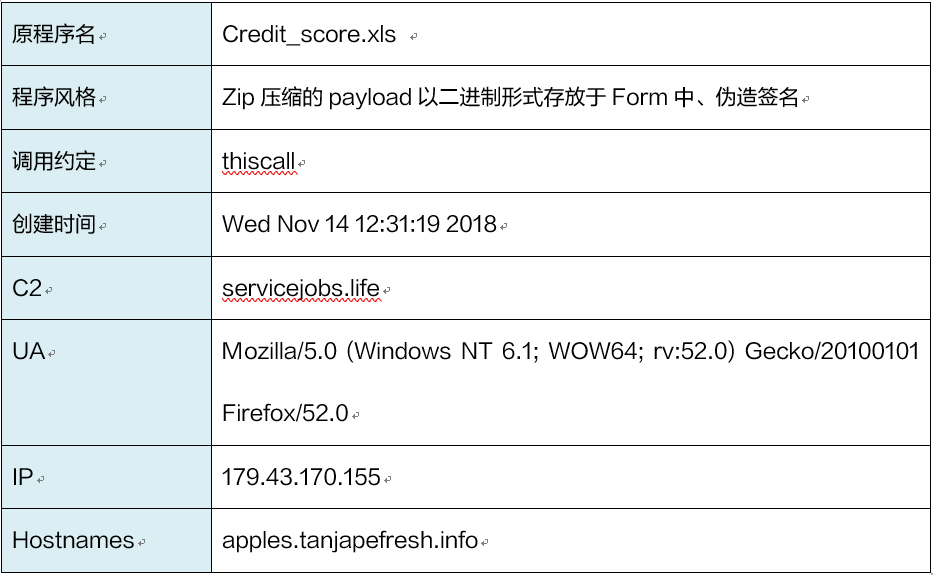 原程序名 Credit_score.xls
程序风格 Zip 压缩的 payload 以二进制形式存放于 Form 中、伪造签名
调用约定 thiscall
创建时间 Wed Nov 14 12:31:19 2018
C2 servicejobs.life
UA Mozilla/5.0 (Windows NT 6.1; WOW64; rv:52.0) Gecko/20100101
Firefox/52.0
IP 179.43.170.155
Hostnames apples.tanjapefresh.info